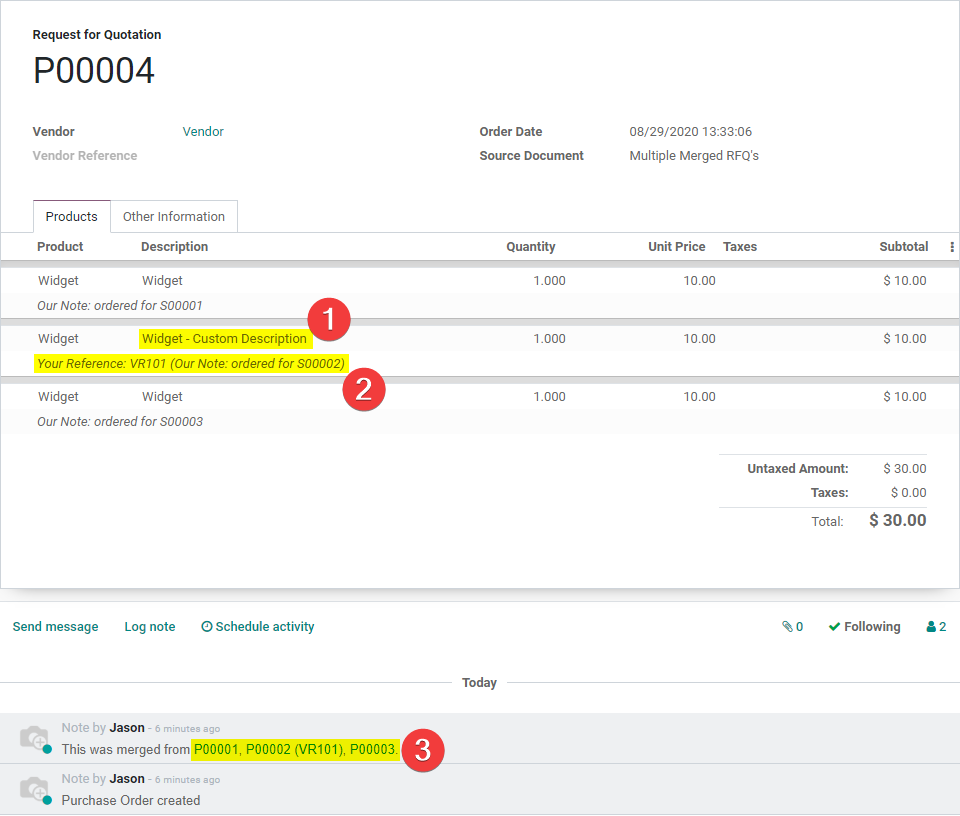 Request for Quotation
P00004
Vendor Vendor Order Date 08/29/2020 13:33:06
Vendor Reference Source Document Multiple Merged RFQ's
Products Other Information
Product Description Quantity Unit Price Taxes Subtotal
Widget Widget 1.000 10.00 $ 10.00
Our Note: ordered for S00001
1
Widget Widget - Custom Description 1.000 10.00 $ 10.00
Your Reference: VR101 (Our Note: ordered for S00002)
2
Widget Widget 1.000 10.00 $ 10.00
Our Note: ordered for S00003
Untaxed Amount: $ 30.00
Taxes: $ 0.00
Total: $ 30.00
Send message Log note Schedule activity 0 Following 2
Today
Note by Jason - 6 minutes ago
This was merged from P00001, P00002 (VR101), P00003. 3
Note by Jason - 6 minutes ago
Purchase Order created